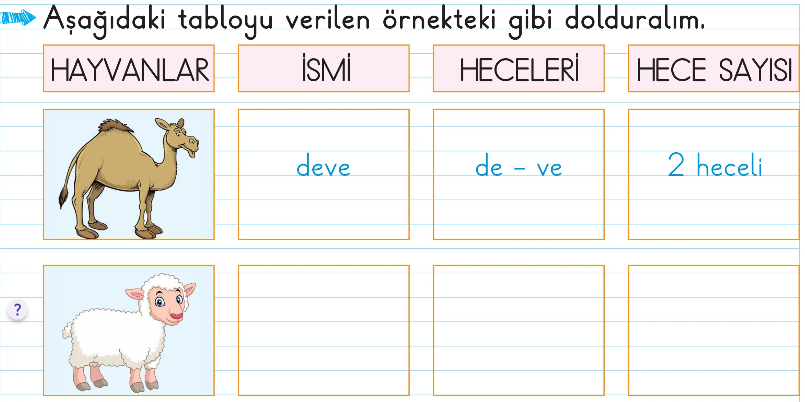 Aşağıdaki tabloyu verilen örnekteki gibi dolduralım.
HAYVANLAR İSMİ HECELERİ HECE SAYISI
deve de - ve 2 heceli
?